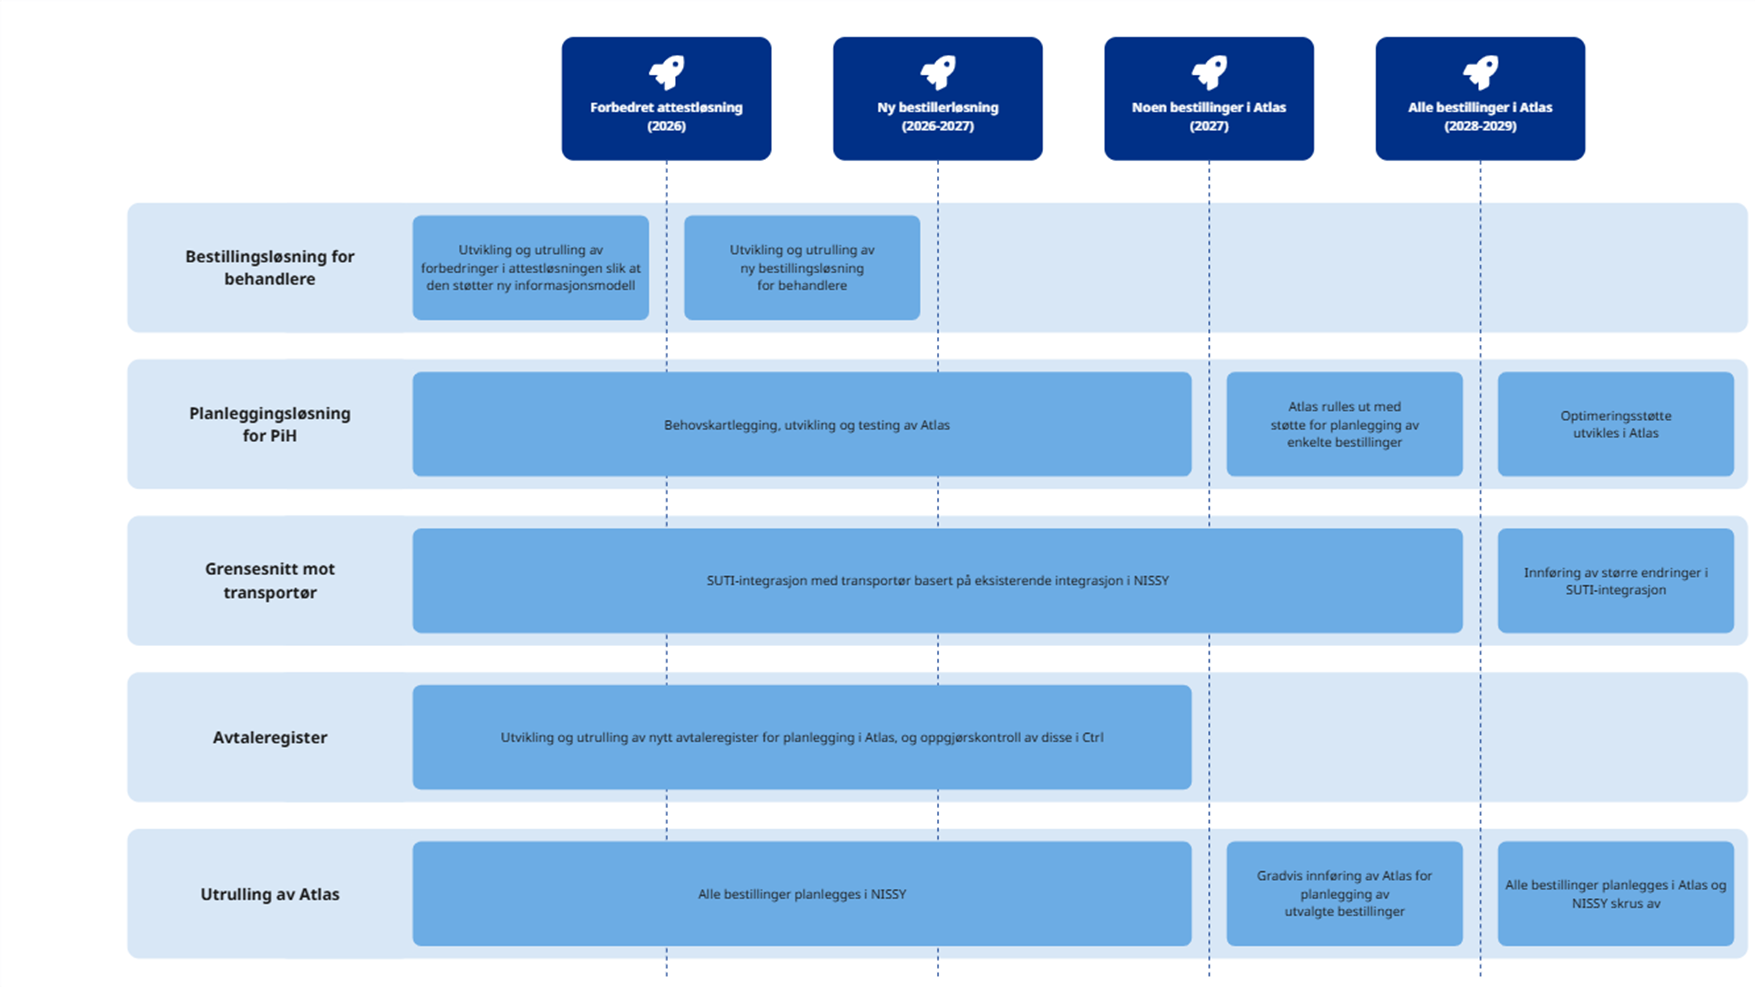 Forbedret attestløsning
(2026)
Ny bestillerløsning
(2026-2027)
Noen bestillinger i Atlas
(2027)
Alle bestillinger i Atlas
(2028-2029)
Bestillingsløsning for
behandlere
Utvikling og utrulling av
forbedringer i attestløsningen slik at
den støtter ny informasjonsmodell
Utvikling og utrulling av
ny bestillingsløsning
for behandlere
Planleggingsløsning
for PiH
Behovskartlegging, utvikling og testing av Atlas
Atlas rulles ut med
støtte for planlegging av
enkelte bestillinger
Optimeringsstøtte
utvikles i Atlas
Grensesnitt mot
transportør
SUTI-integrasjon med transportør basert på eksisterende integrasjon i NISSY
Innføring av større endringer i
SUTI-integrasjon
Avtaleregister
Utvikling og utrulling av nytt avtaleregister for planlegging i Atlas, og oppgjørskontroll av disse i Ctrl
Utrulling av Atlas
Alle bestillinger planlegges i NISSY
Gradvis innføring av Atlas for
planlegging av
utvalgte bestillinger
Alle bestillinger planlegges i Atlas og
NISSY skrus av